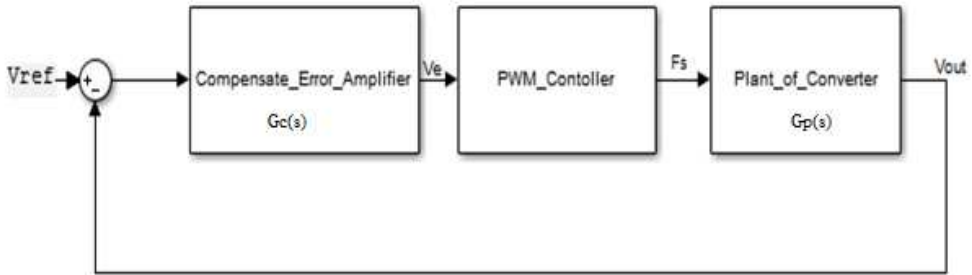 Vref
+
-
Compensate_Error_Amplifier
Gc(s)
Ve
PWM_Contoller
Fs
Plant_of_Converter
Gp(s)
Vout